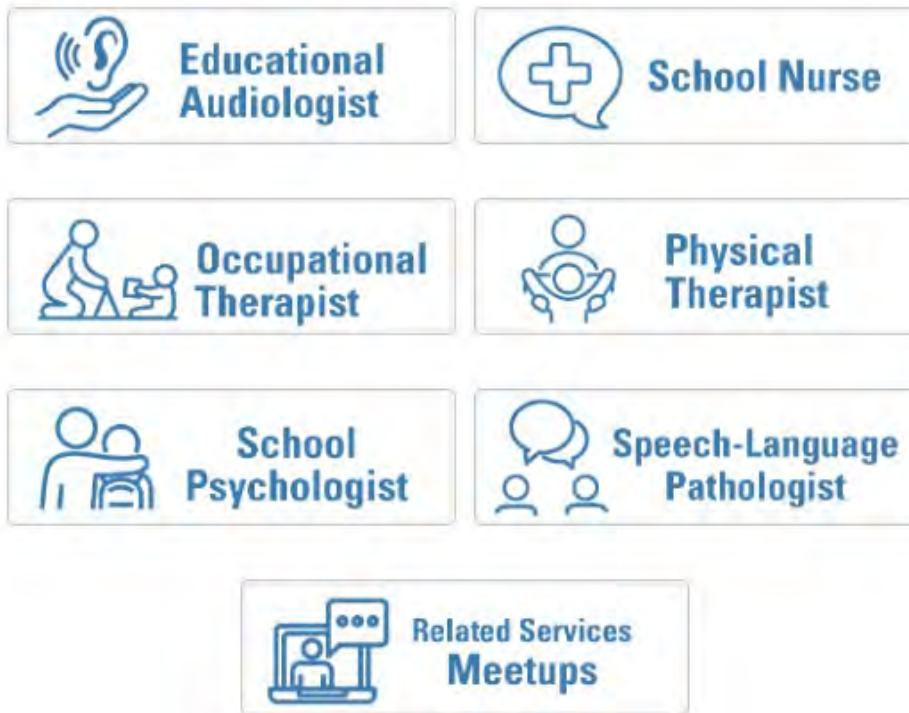 Educational
Audiologist
School Nurse
Occupational
Therapist
Physical
Therapist
School
Psychologist
Speech-Language
Pathologist
Related Services
Meetups